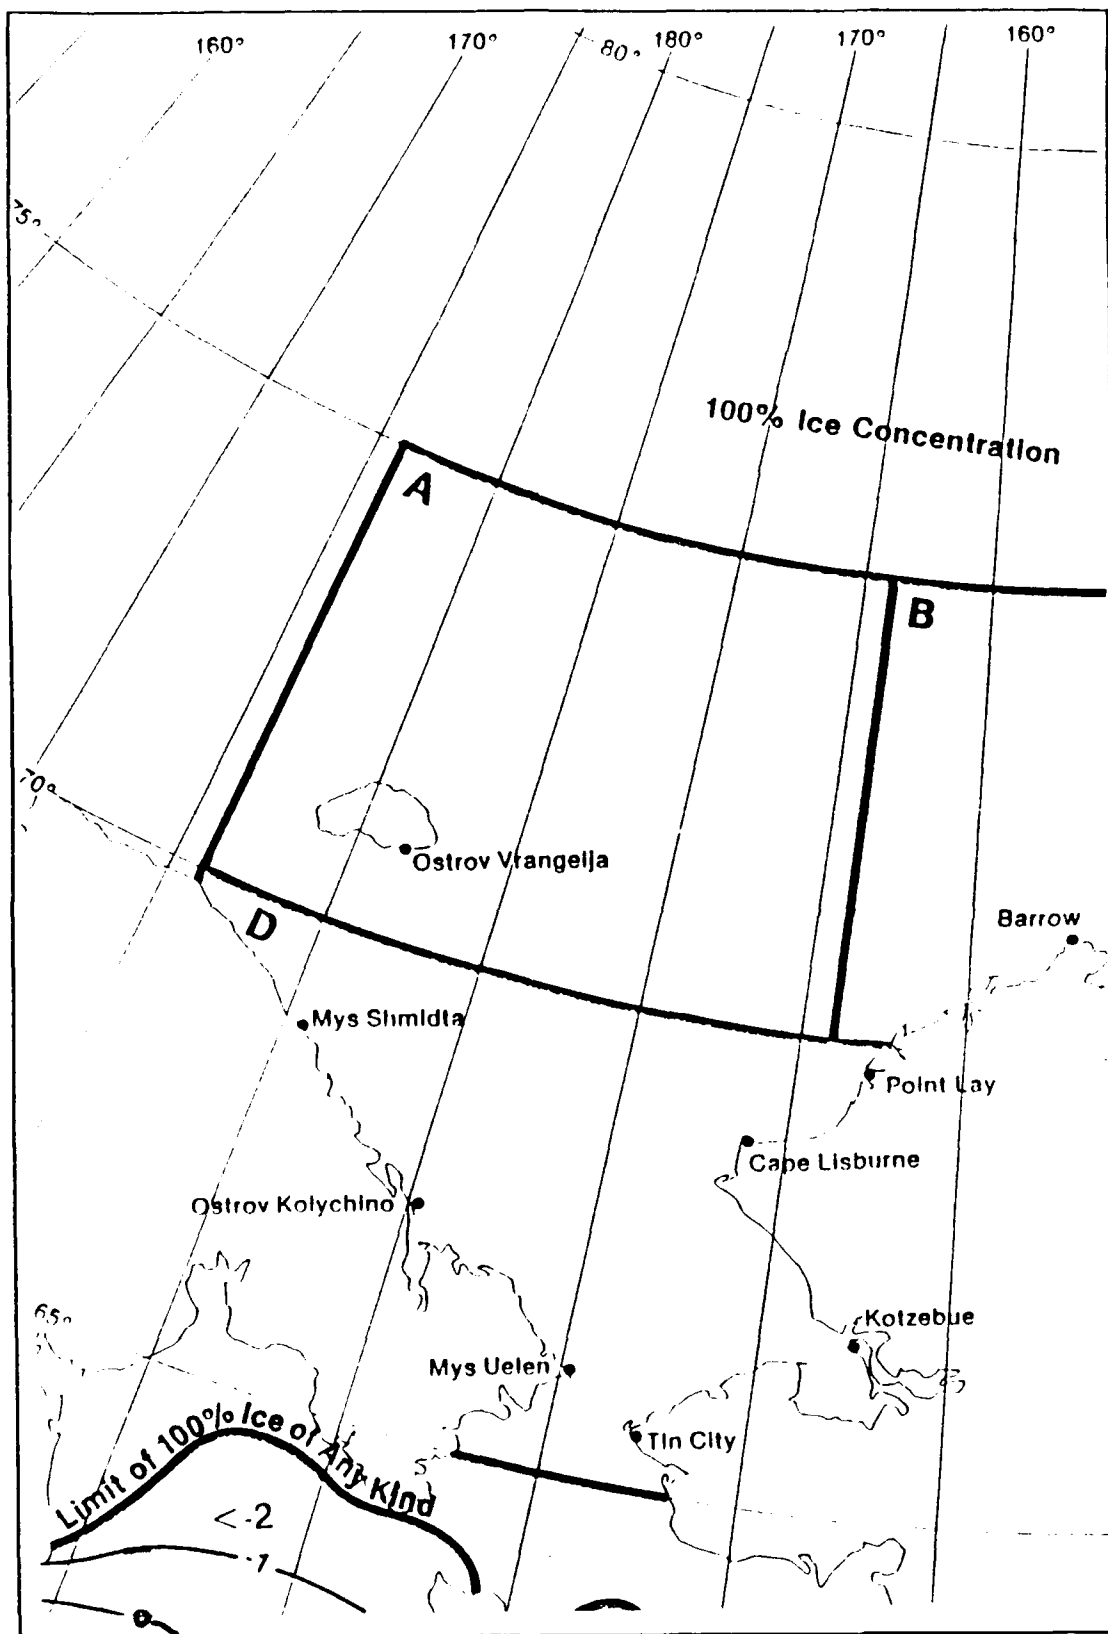 160° 170° 80° 180° 170° 160°
75°
100% Ice Concentration
A
B
70°
Ostrov Vrangelja
Barrow
D
Mys Shmidta
Point Lay
Cape Lisburne
Ostrov Kolychino
65°
Kotzebue
Mys Uelen
Tin City
Limit of 100% Ice of Any Kind
<-2
-1
0